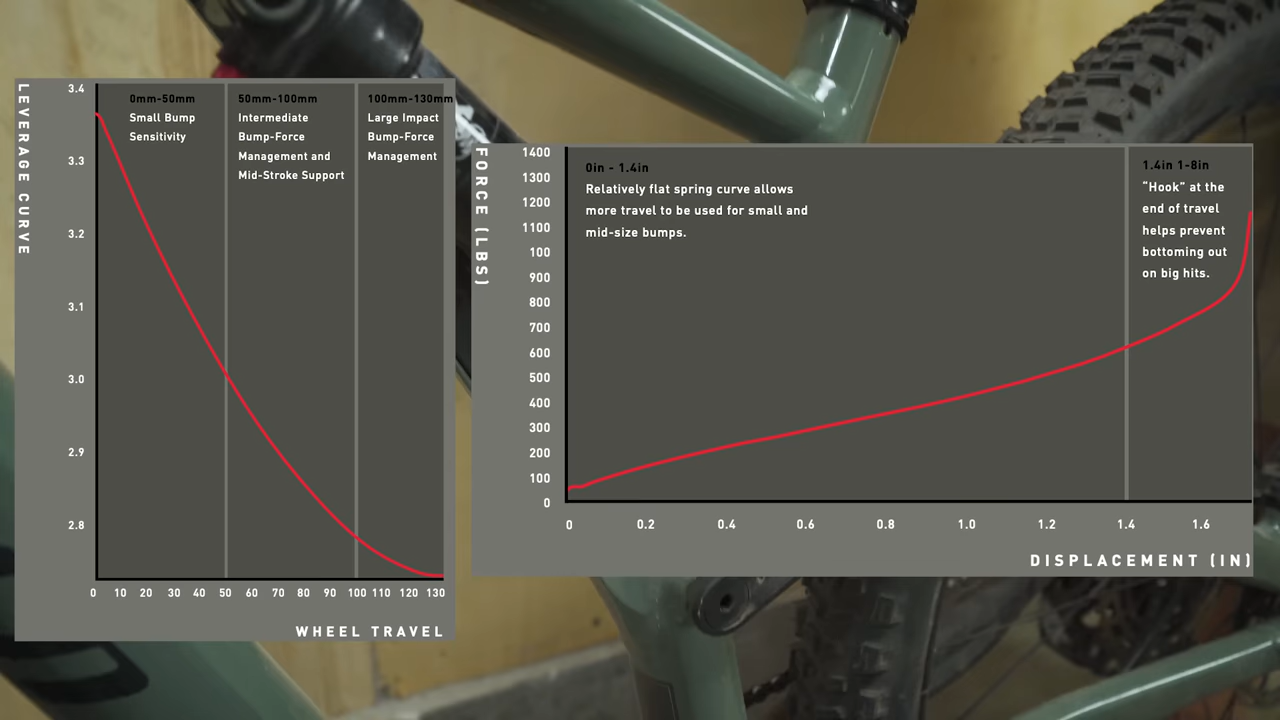 LEVERAGE CURVE
3.4
3.3
3.2
3.1
3.0
2.9
2.8
0mm-50mm
Small Bump
Sensitivity
50mm-100mm
Intermediate
Bump-Force
Management and
Mid-Stroke Support
100mm-130mm
Large Impact
Bump-Force
Management
0 10 20 30 40 50 60 70 80 90 100 110 120 130
WHEEL TRAVEL
FORCE (LBS)
1400
1300
1200
1100
100
900
800
700
600
500
400
300
200
100
0
0in - 1.4in
Relatively flat spring curve allows
more travel to be used for small and
mid-size bumps.
1.4in 1-8in
“Hook” at the
end of travel
helps prevent
bottoming out
on big hits.
0 0.2 0.4 0.6 0.8 1.0 1.2 1.4 1.6
DISPLACEMENT (IN)